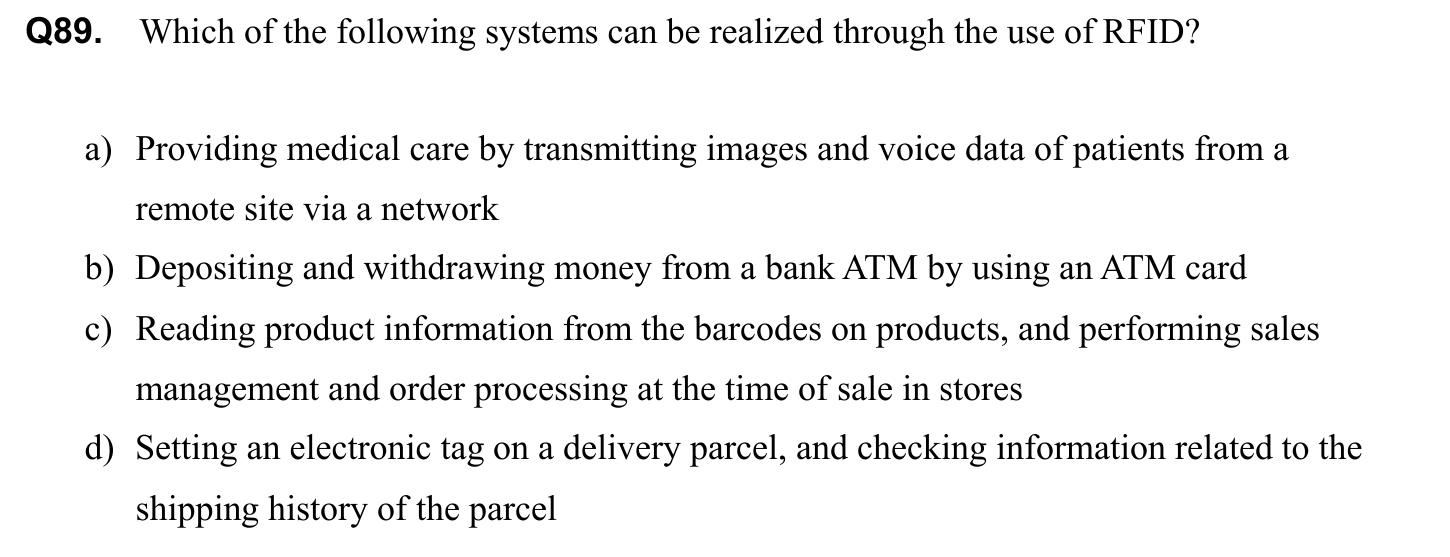 Q89. Which of the following systems can be realized through the use of RFID?
a) Providing medical care by transmitting images and voice data of patients from a
remote site via a network
b) Depositing and withdrawing money from a bank ATM by using an ATM card
c) Reading product information from the barcodes on products, and performing sales
management and order processing at the time of sale in stores
d) Setting an electronic tag on a delivery parcel, and checking information related to the
shipping history of the parcel